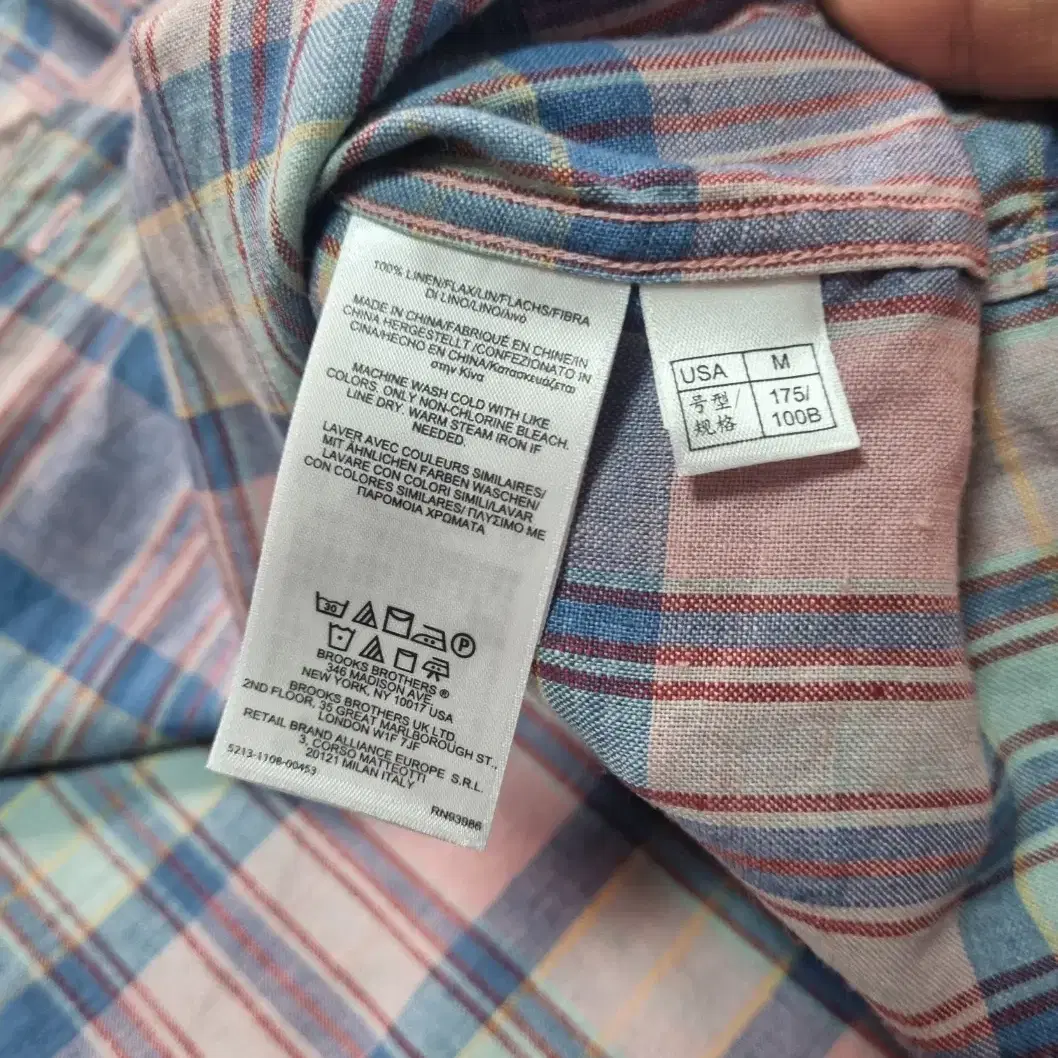 100% LINEN/FLAX/LIN/FLACHS/FIBRA
DI LINO/LINO/λινό
MADE IN CHINA/FABRIQUÉ EN CHINE/IN
CHINA HERGESTELLT /CONFEZIONATO IN
CINA/HECHO EN CHINA/Κατασκευάζεται
στην Κίνα
MACHINE WASH COLD WITH LIKE
COLORS. ONLY NON-CHLORINE BLEACH.
LINE DRY. WARM STEAM IRON IF
NEEDED.
LAVER AVEC COULEURS SIMILAIRES/
MIT ÄHNLICHEN FARBEN WASCHEN/
LAVARE CON COLORI SIMILI/LAVAR
CON COLORES SIMILARES/ ΠΛΥΣΙΜΟ ΜΕ
ΠΑΡΟΜΟΙΑ ΧΡΩΜΑΤΑ
30 P
BROOKS BROTHERS ®
346 MADISON AVE.
NEW YORK, NY 10017 USA
BROOKS BROTHERS UK LTD.
2ND FLOOR, 35 GREAT MARLBOROUGH ST.,
LONDON W1F 7JF
RETAIL BRAND ALLIANCE EUROPE S.R.L.
3, CORSO MATTEOTTI
20121 MILAN ITALY
5213-1108-00453
RN93986
USA M
号型/ 175/
规格 100B